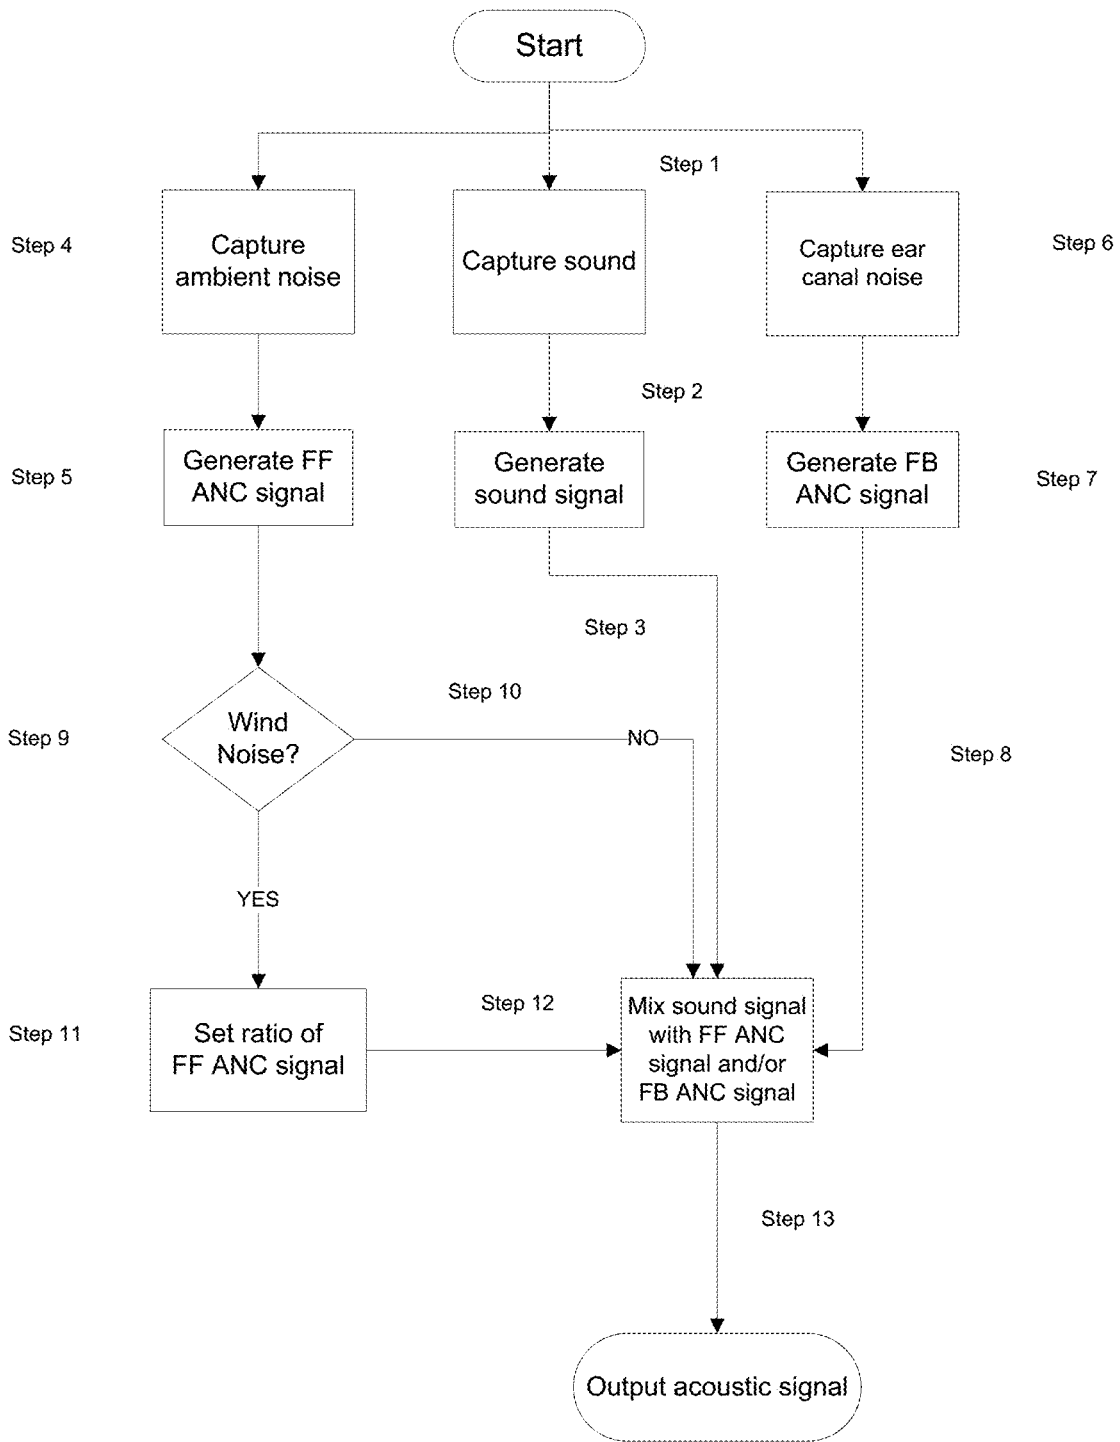 Start
Step 1
Step 4
Capture
ambient noise
Capture sound
Capture ear
canal noise
Step 6
Step 2
Step 5
Generate FF
ANC signal
Generate
sound signal
Generate FB
ANC signal
Step 7
Step 3
Step 10
Step 9
Wind
Noise?
NO
Step 8
YES
Step 11
Set ratio of
FF ANC signal
Step 12
Mix sound signal
with FF ANC
signal and/or
FB ANC signal
Step 13
Output acoustic signal